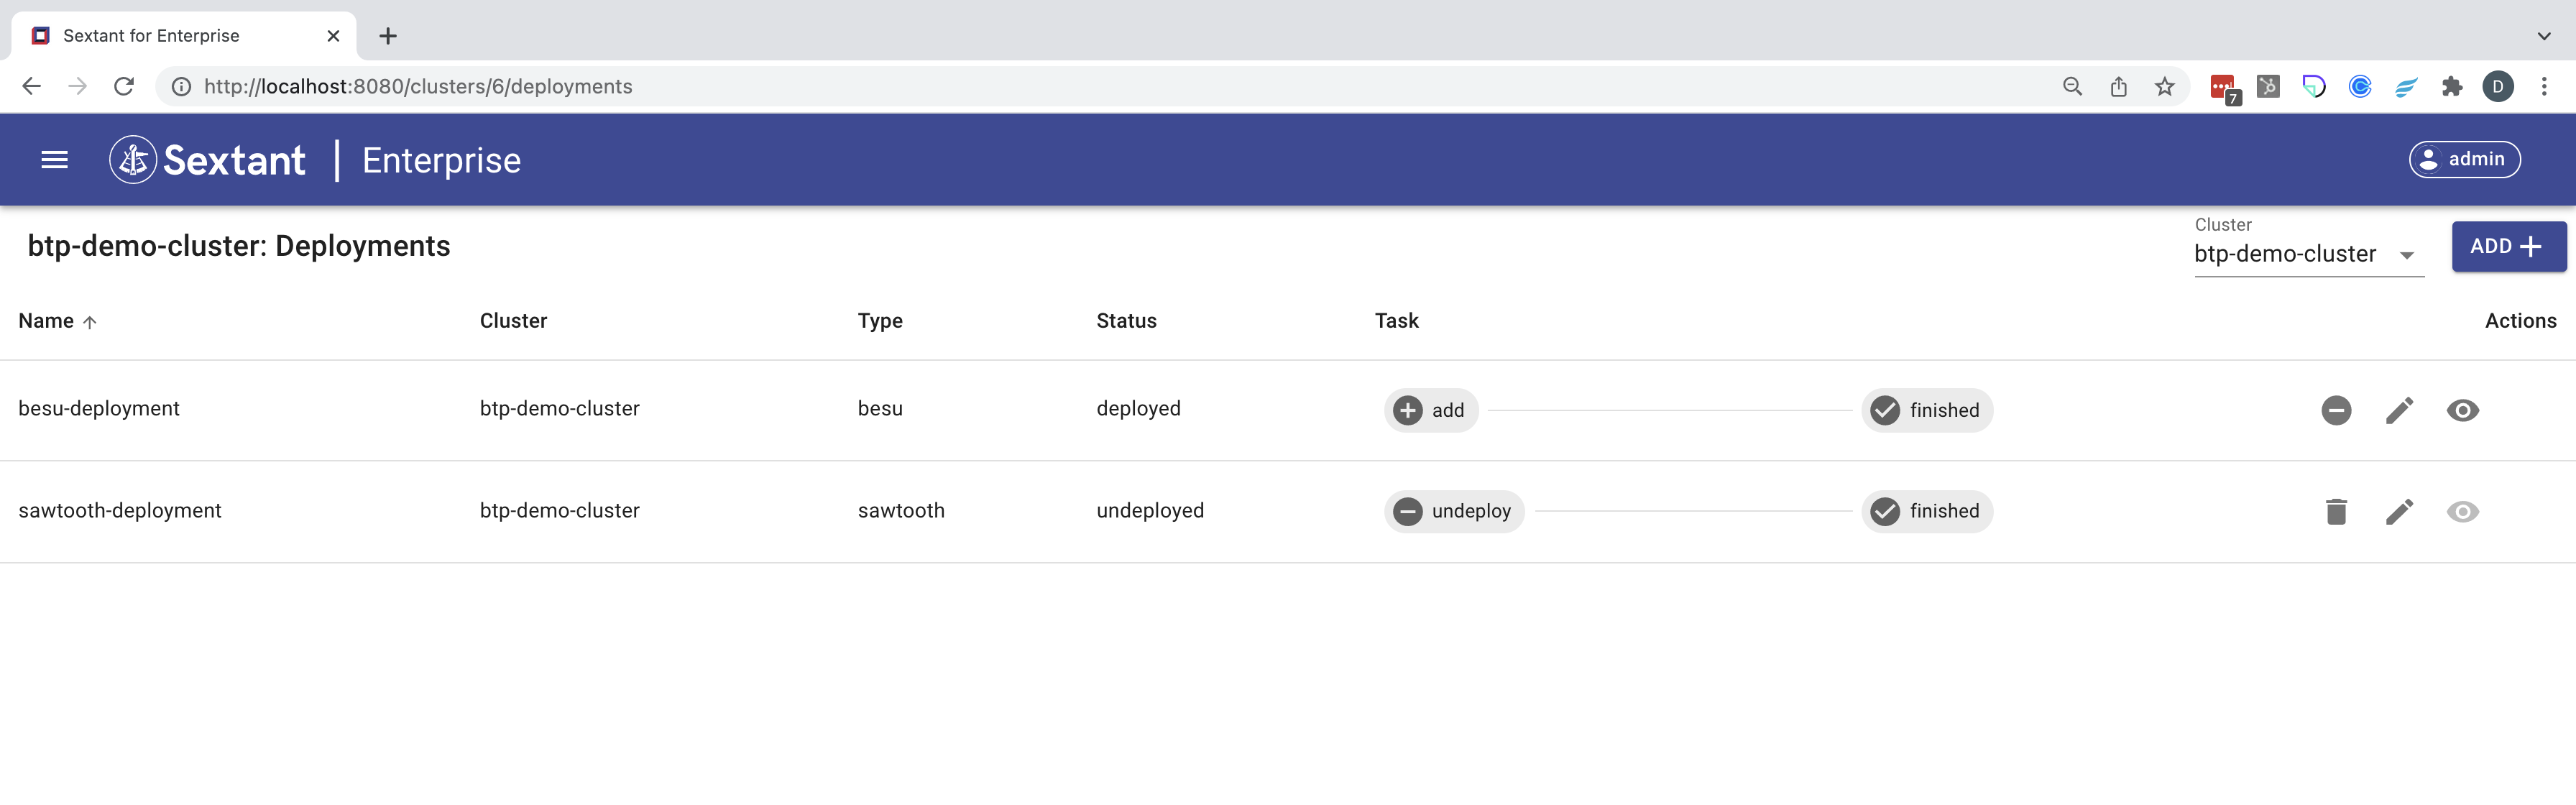 Sextant for Enterprise
http://localhost:8080/clusters/6/deployments
7
D
Sextant | Enterprise
admin
btp-demo-cluster: Deployments
Cluster
btp-demo-cluster
ADD
Name Cluster Type Status Task Actions
besu-deployment btp-demo-cluster besu deployed add finished
sawtooth-deployment btp-demo-cluster sawtooth undeployed undeploy finished